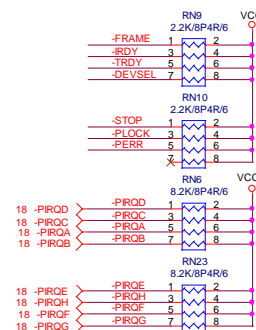 RN9 VCC
2.2K/8P4R/6
-FRAME 1 2
-IRDY 3 4
-TRDY 5 6
-DEVSEL 7 8
RN10
2.2K/8P4R/6
-STOP 1 2
-PLOCK 3 4
-PERR 5 6
7 8
RN6 VCC
8.2K/8P4R/6
18 -PIRQD -PIRQD 1 2
18 -PIRQC -PIRQC 3 4
18 -PIRQA -PIRQA 5 6
18 -PIRQB -PIRQB 7 8
RN23
8.2K/8P4R/6
18 -PIRQE -PIRQE 1 2
18 -PIRQH -PIRQH 3 4
18 -PIRQF -PIRQF 5 6
18 -PIRQG -PIRQG 7 8